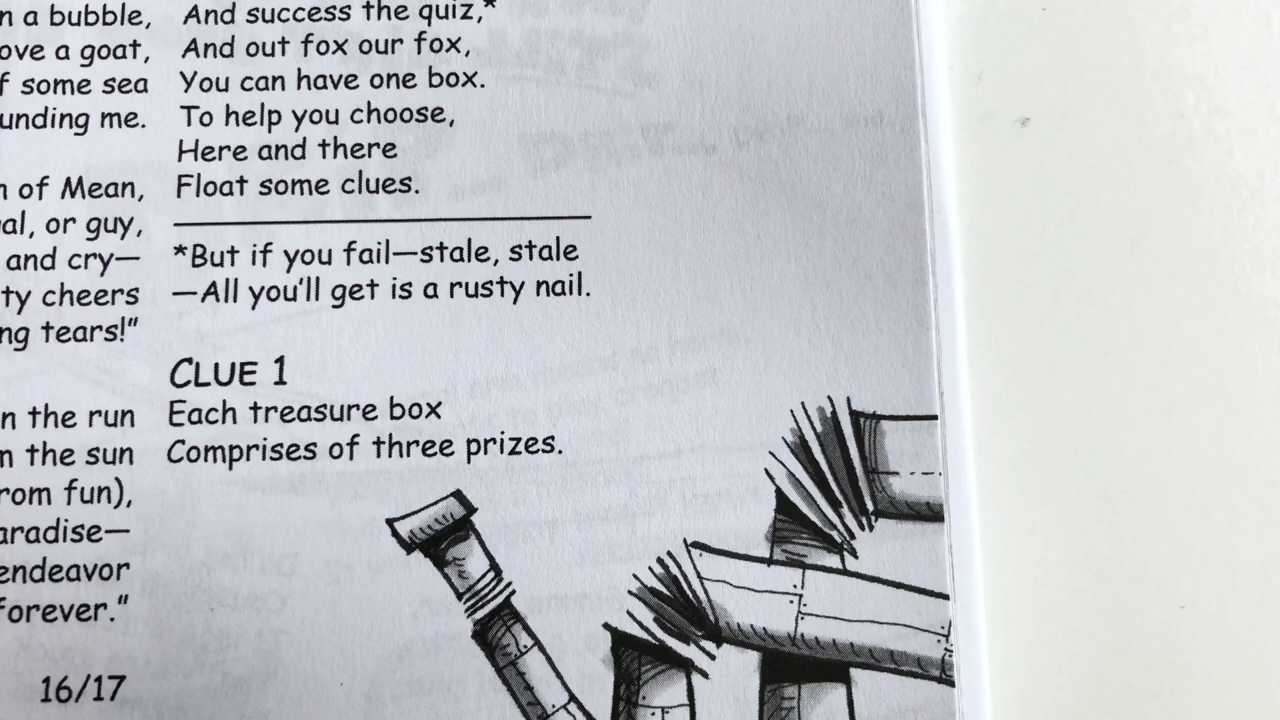 n a bubble,
ove a goat,
f some sea
unding me.
n of Mean,
al, or guy,
and cry—
ty cheers
ng tears!"
n the run
n the sun
rom fun),
aradise—
endeavor
forever."
16/17
And success the quiz,*
And out fox our fox,
You can have one box.
To help you choose,
Here and there
Float some clues.
*But if you fail—stale, stale
—All you'll get is a rusty nail.
CLUE 1
Each treasure box
Comprises of three prizes.